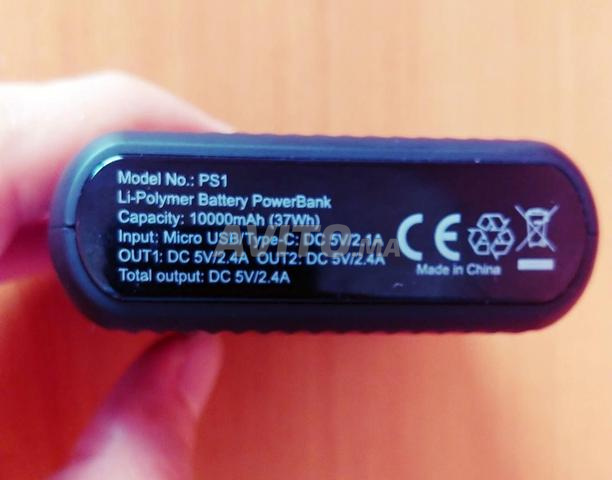 Model No.: PS1
Li-Polymer Battery PowerBank
Capacity: 10000mAh (37Wh)
Input: Micro USB/Type-C: DC 5V/2.1A
OUT1: DC 5V/2.4A OUT2: DC 5V/2.4A
Total output: DC 5V/2.4A
CE
Made in China
AVITO.MA